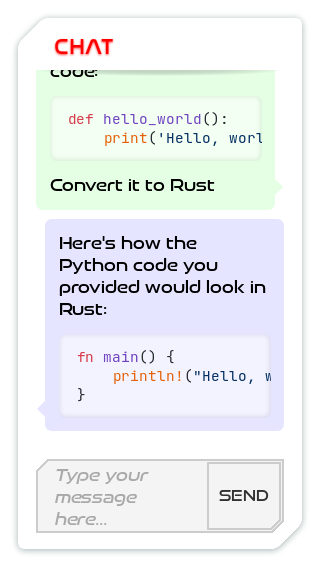 CHAT
code:
def hello_world():
print('Hello, worl
Convert it to Rust
Here's how the
Python code you
provided would look in
Rust:
fn main() {
println!("Hello, w
}
Type your
message
here...
SEND